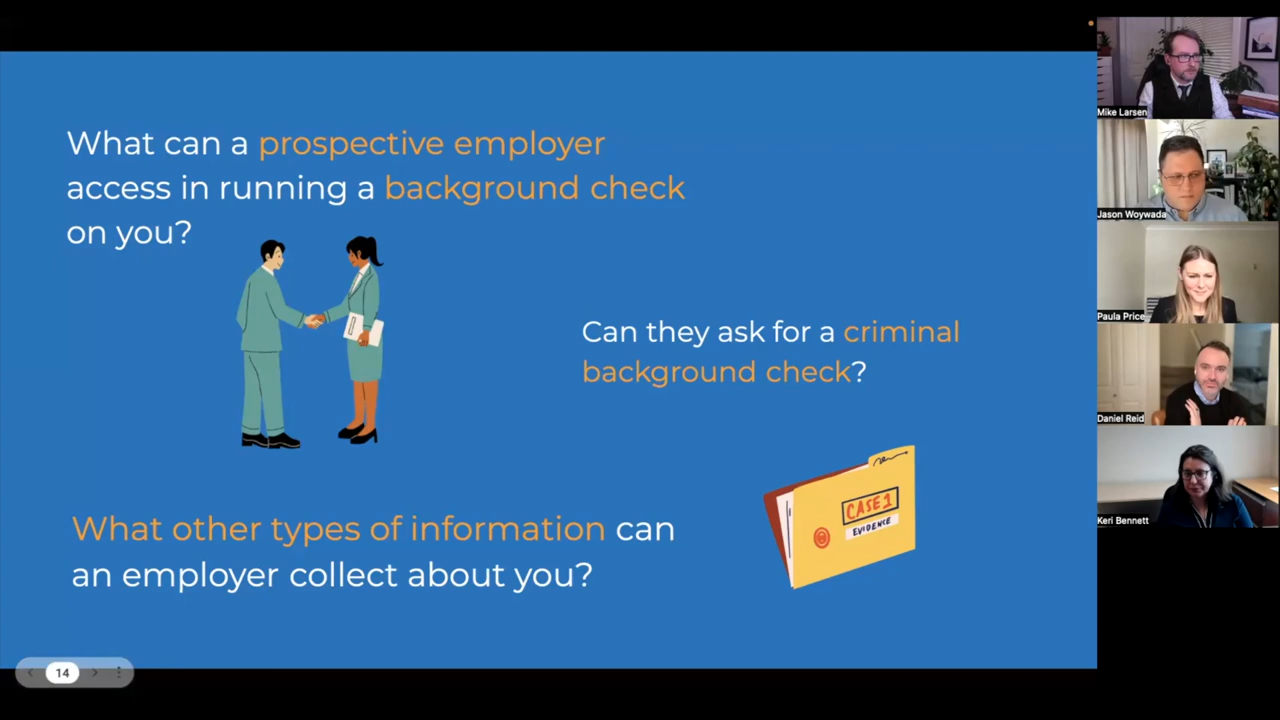 What can a prospective employer
access in running a background check
on you?
Can they ask for a criminal
background check?
CASE 1
EVIDENCE
What other types of information can
an employer collect about you?
14
Mike Larsen
Jason Woywada
Paula Price
Daniel Reid
Keri Bennett